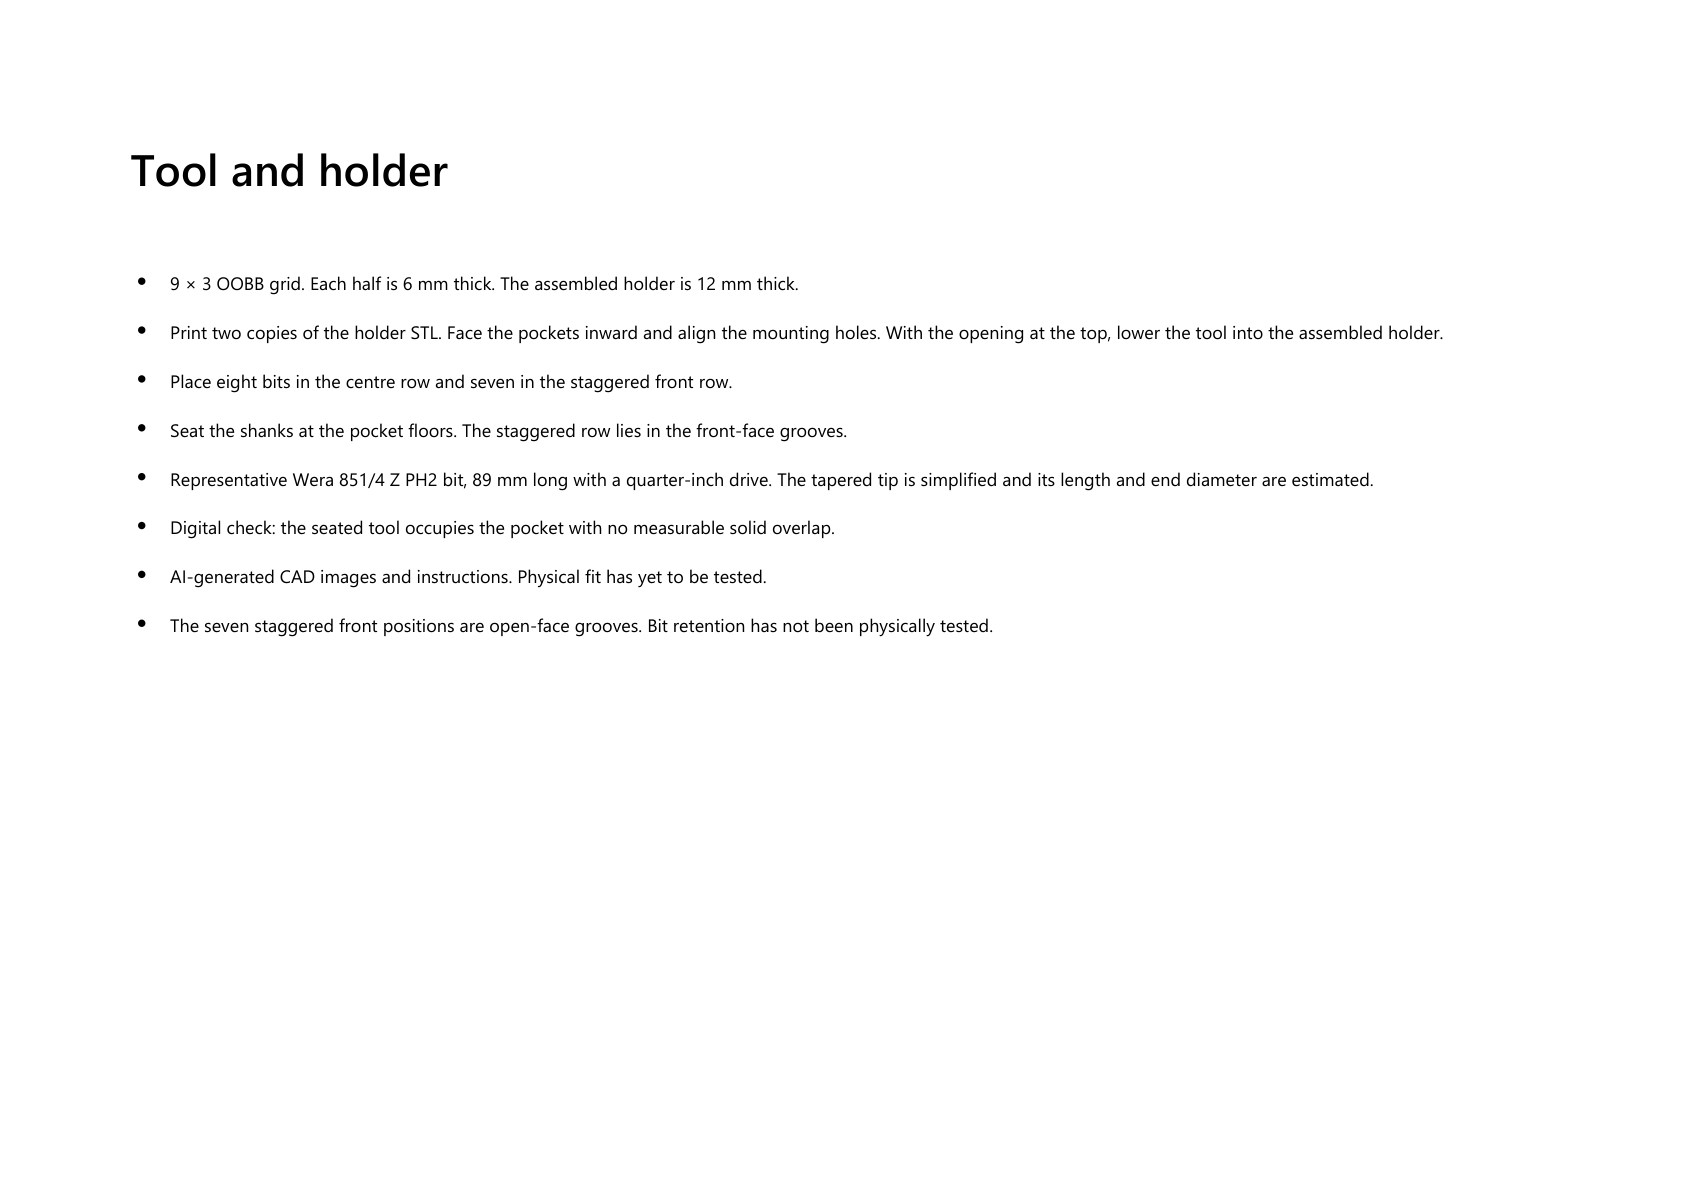 Tool and holder
• 9 × 3 OOBB grid. Each half is 6 mm thick. The assembled holder is 12 mm thick.
• Print two copies of the holder STL. Face the pockets inward and align the mounting holes. With the opening at the top, lower the tool into the assembled holder.
• Place eight bits in the centre row and seven in the staggered front row.
• Seat the shanks at the pocket floors. The staggered row lies in the front-face grooves.
• Representative Wera 851/4 Z PH2 bit, 89 mm long with a quarter-inch drive. The tapered tip is simplified and its length and end diameter are estimated.
• Digital check: the seated tool occupies the pocket with no measurable solid overlap.
• AI-generated CAD images and instructions. Physical fit has yet to be tested.
• The seven staggered front positions are open-face grooves. Bit retention has not been physically tested.